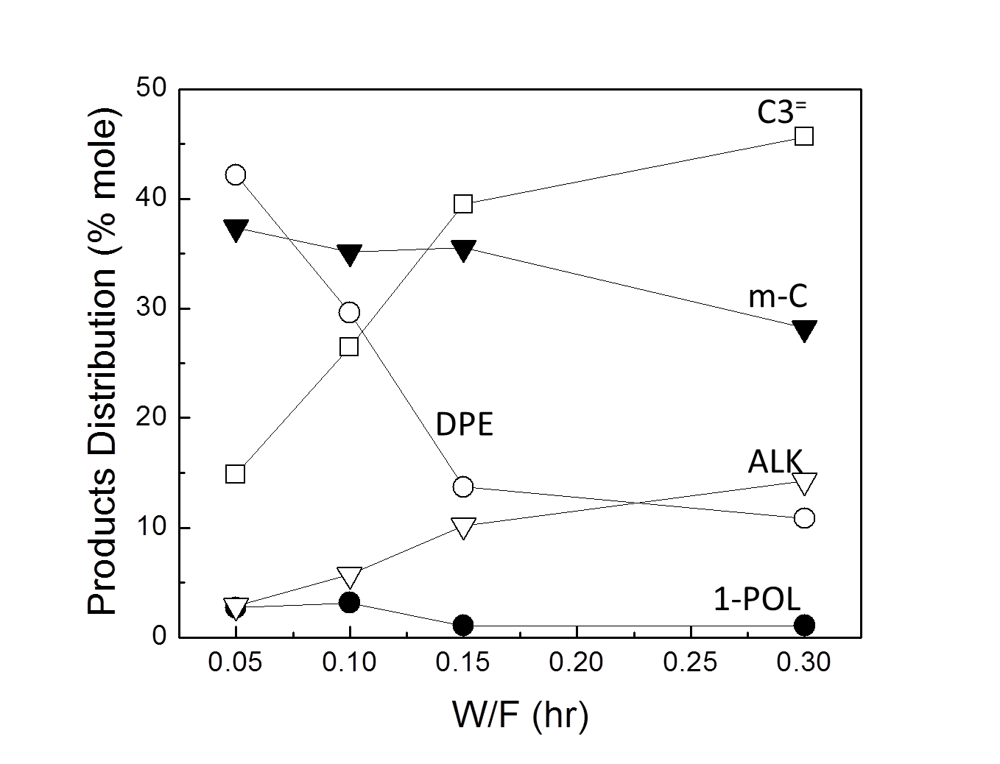 50
C3⁼
40
m-C
30
20
DPE
ALK
10
1-POL
0
0.05 0.10 0.15 0.20 0.25 0.30
W/F (hr)
Products Distribution (% mole)